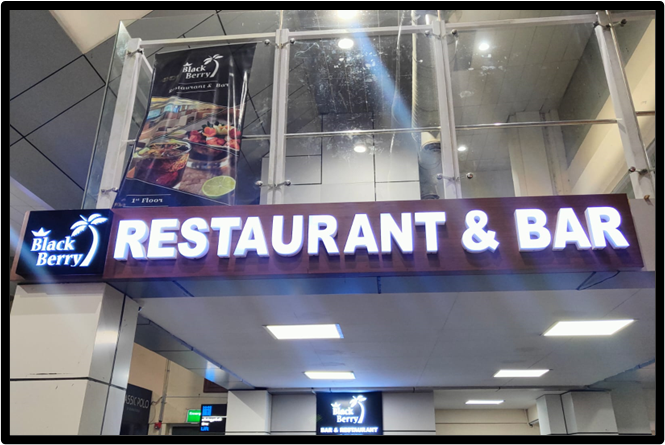 Black
Berry
Restaurant & Bar
1st Floor
Black
Berry
RESTAURANT & BAR
Black
Berry
BAR & RESTAURANT